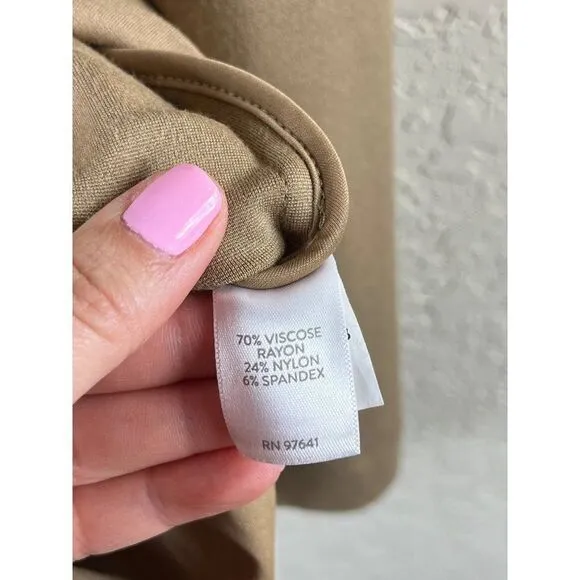 70% VISCOSE
RAYON
24% NYLON
6% SPANDEX
RN 97641